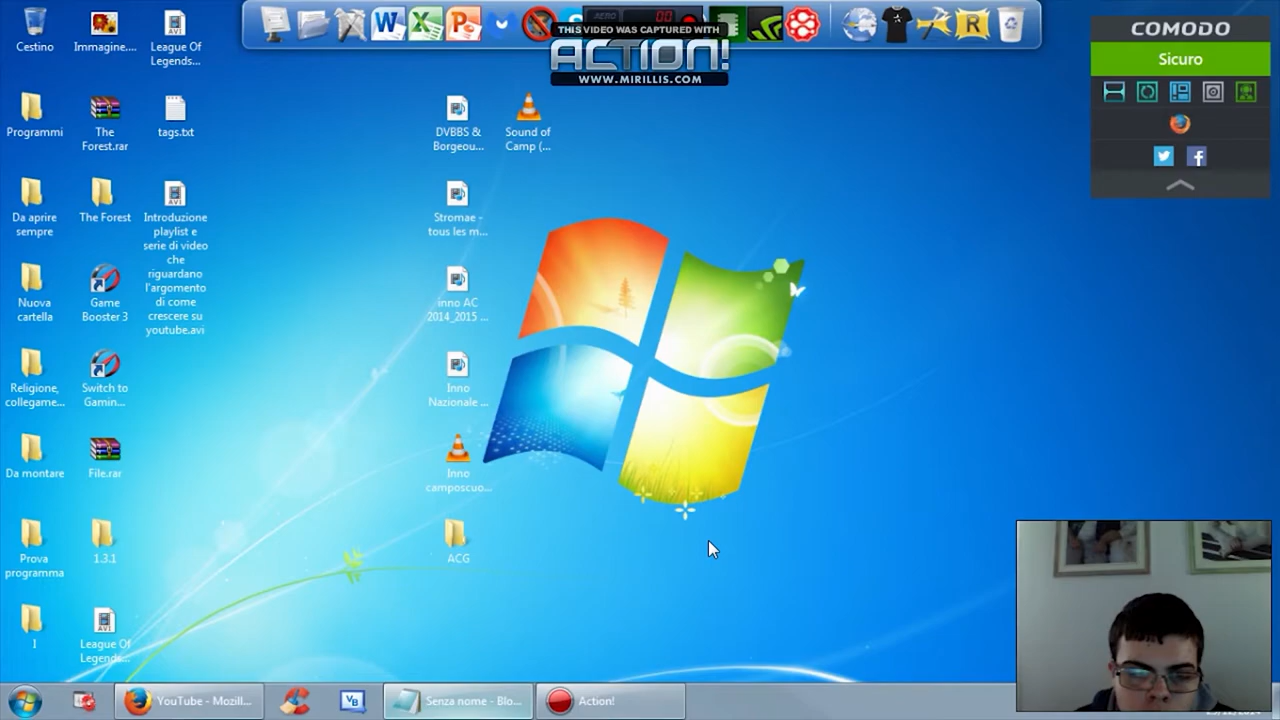 THIS VIDEO WAS CAPTURED WITH
ACTION!
WWW.MIRILLIS.COM
COMODO
Sicuro
Cestino
Immagine....
League Of
Legends...
Programmi
The
Forest.rar
tags.txt
DVBBS &
Borgeou...
Sound of
Camp (...
Da aprire
sempre
The Forest
Introduzione
playlist e
serie di video
che
riguardano
l'argomento
di come
crescere su
youtube.avi
Stromae -
tous les m...
Nuova
cartella
Game
Booster 3
inno AC
2014_2015 ...
Religione,
collegame...
Switch to
Gamin...
Inno
Nazionale ...
Da montare
File.rar
Inno
camposcuo...
Prova
programma
1.3.1
ACG
1
League Of
Legends...
YouTube - Mozill...
Senza nome - Blo...
Action!